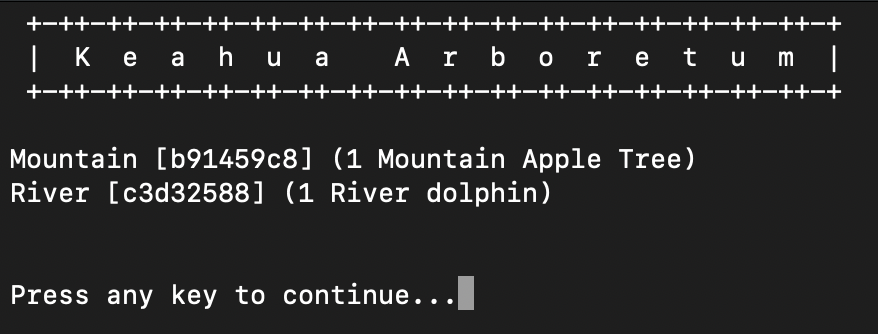 +-++-++-++-++-++-++-++-++-++-++-++-++-++-++-++-++-+
|  K  e  a  h  u  a    A  r  b  o  r  e  t  u  m  |
+-++-++-++-++-++-++-++-++-++-++-++-++-++-++-++-++-+
Mountain [b91459c8] (1 Mountain Apple Tree)
River [c3d32588] (1 River dolphin)
Press any key to continue...